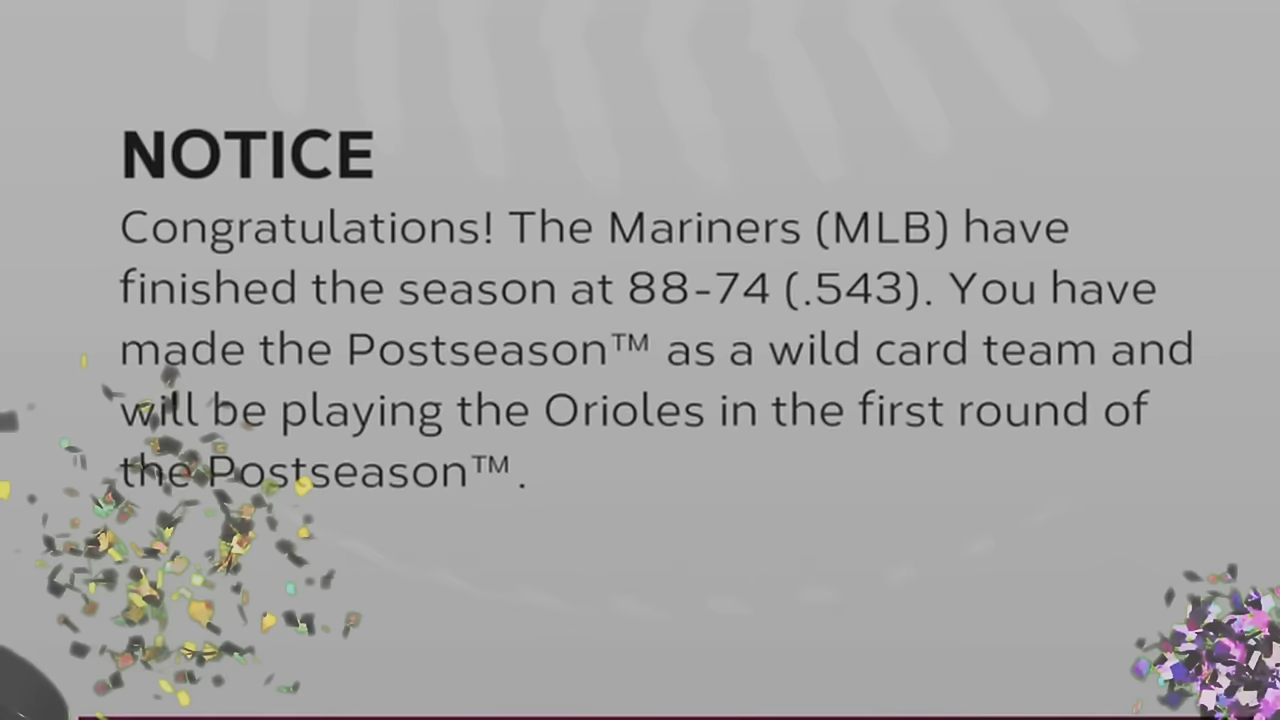 NOTICE
Congratulations! The Mariners (MLB) have
finished the season at 88-74 (.543). You have
made the Postseason™ as a wild card team and
will be playing the Orioles in the first round of
the Postseason™.